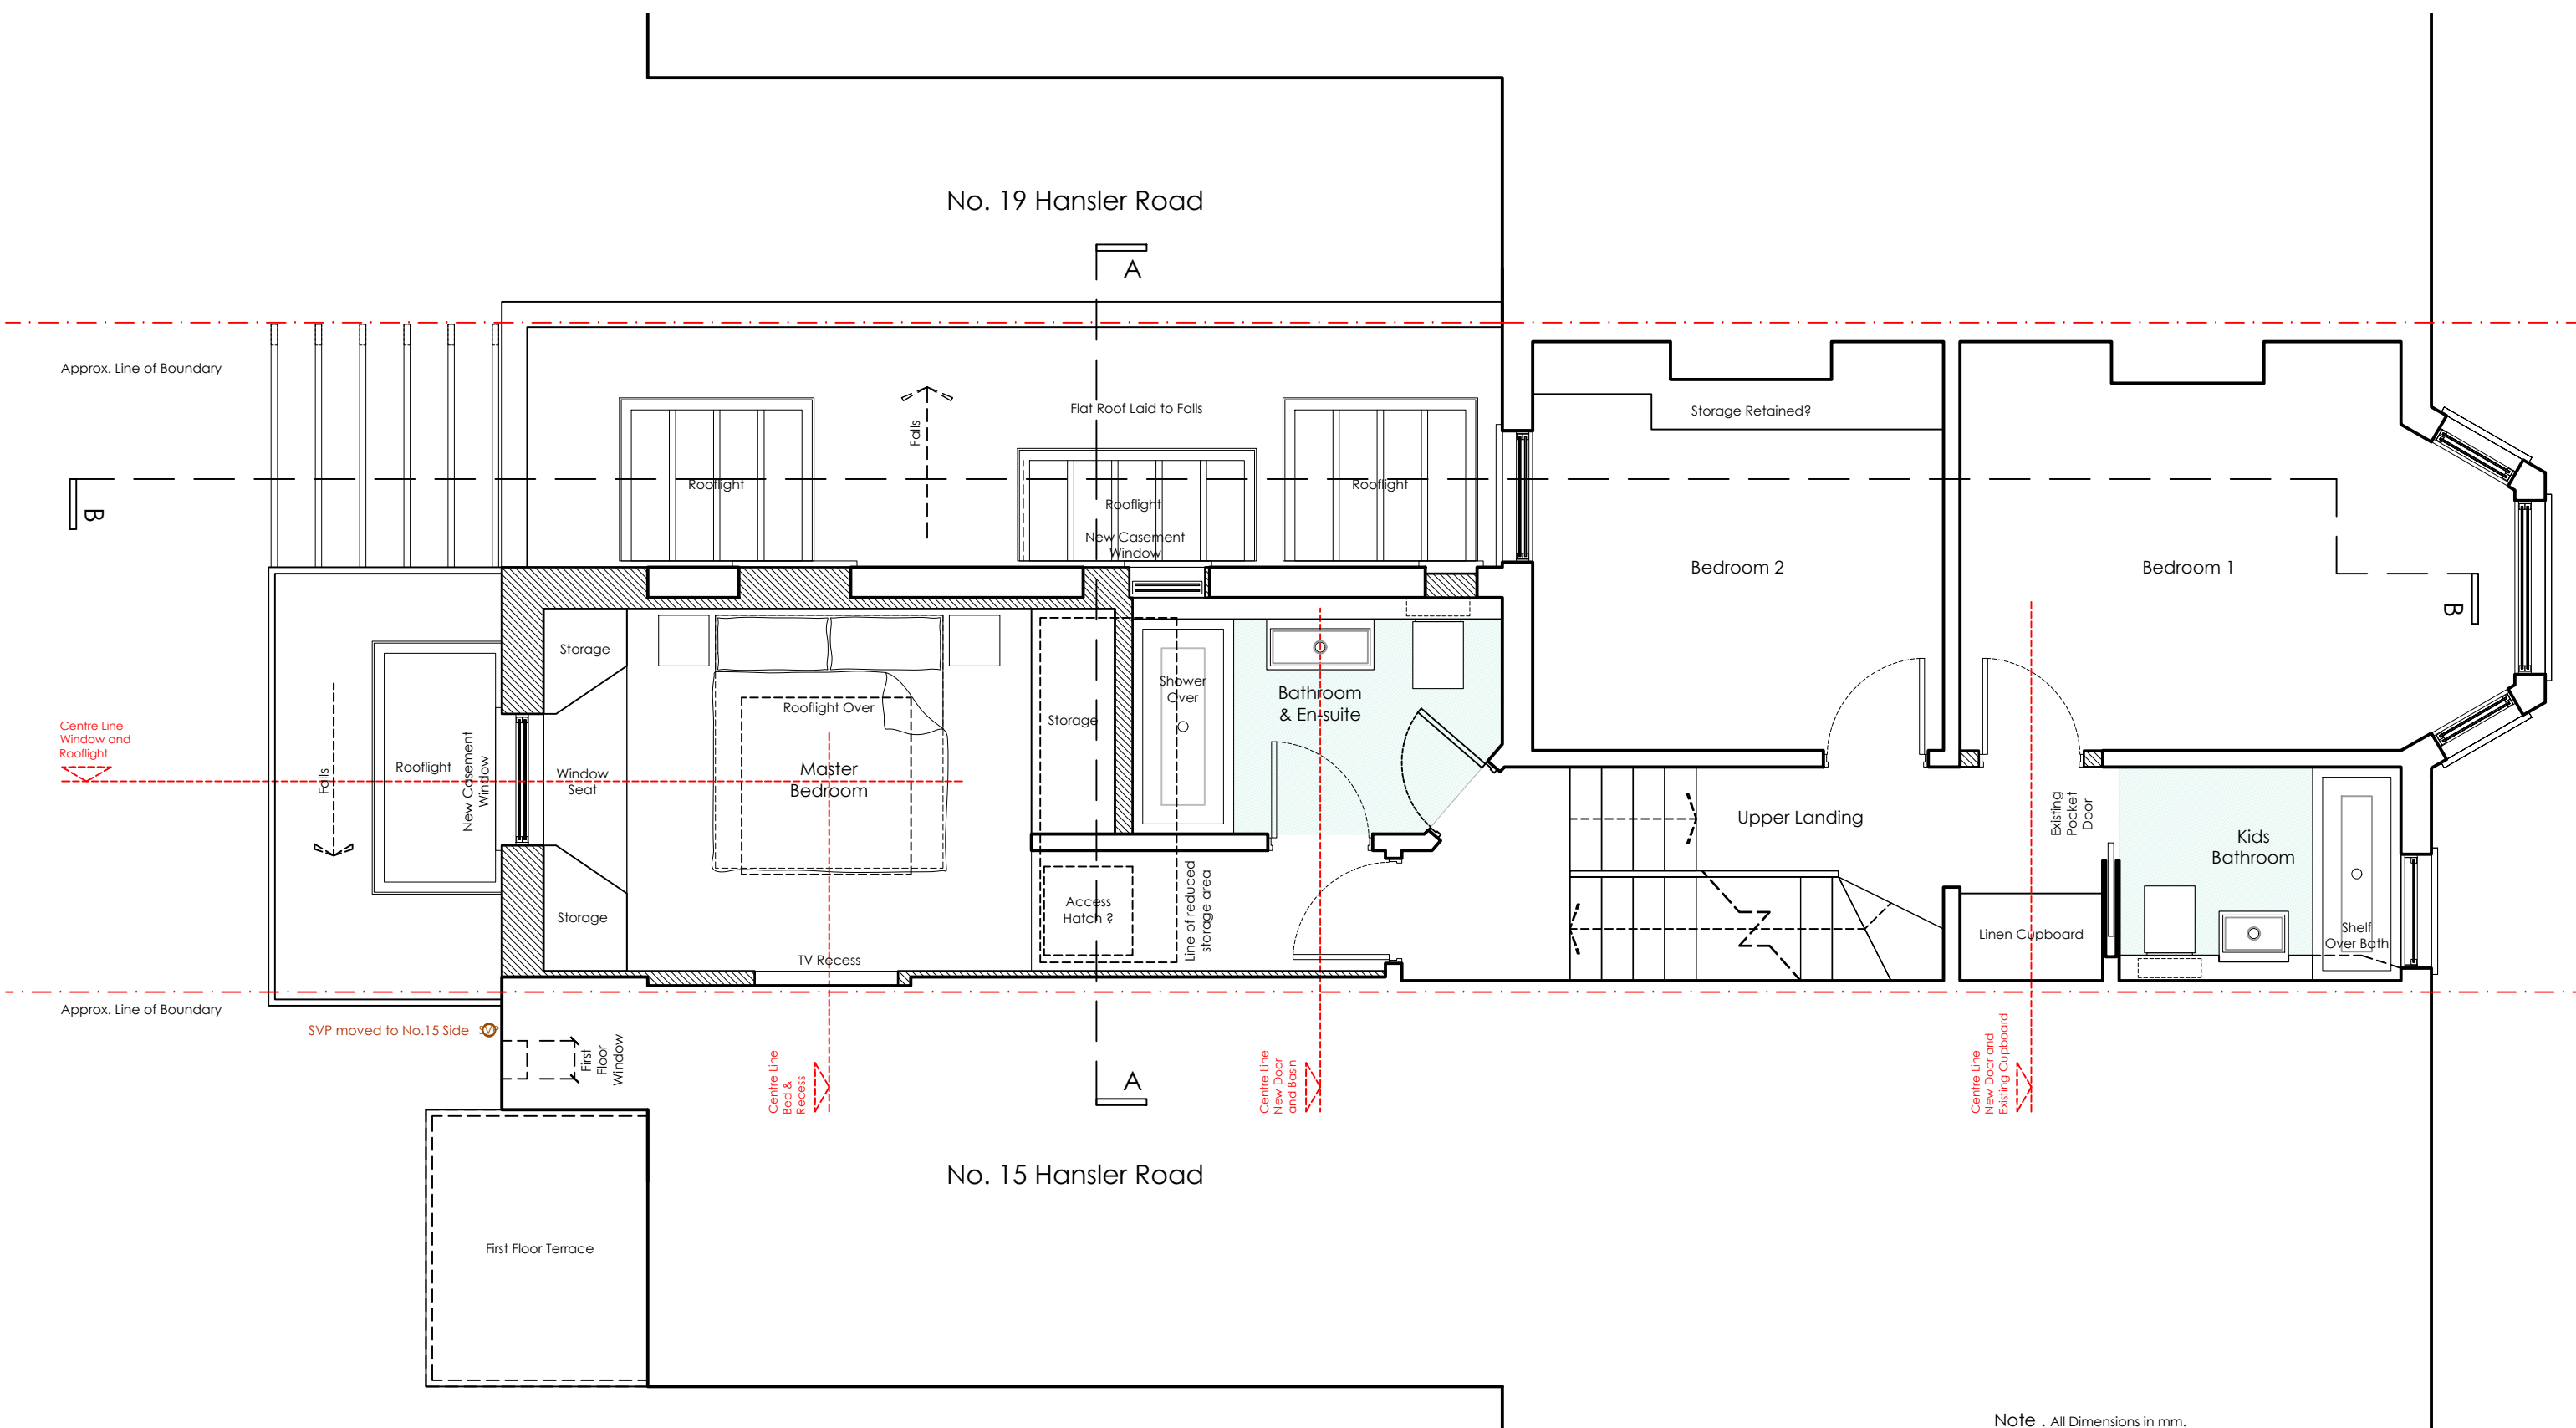 No. 19 Hansler Road
A
Approx. Line of Boundary
Flat Roof Laid to Falls
Storage Retained?
Falls
Rooflight
Rooflight
Rooflight
New Casement
Window
B
B
Bedroom 2
Bedroom 1
Storage
Rooflight Over
Storage
Shower
Over
Bathroom
& En-suite
Centre Line
Window and
Rooflight
Falls
Rooflight
New Casement
Window
Window
Seat
Master
Bedroom
Upper Landing
Existing
Pocket
Door
Kids
Bathroom
Storage
Access
Hatch ?
Line of reduced
storage area
Linen Cupboard
Shelf
Over Bath
TV Recess
Approx. Line of Boundary
SVP moved to No.15 Side
SVP
First
Floor
Window
Centre Line
Bed &
Recess
A
Centre Line
New Door
and Basin
Centre Line
New Door and
Existing Cupboard
No. 15 Hansler Road
First Floor Terrace
Note . All Dimensions in mm.